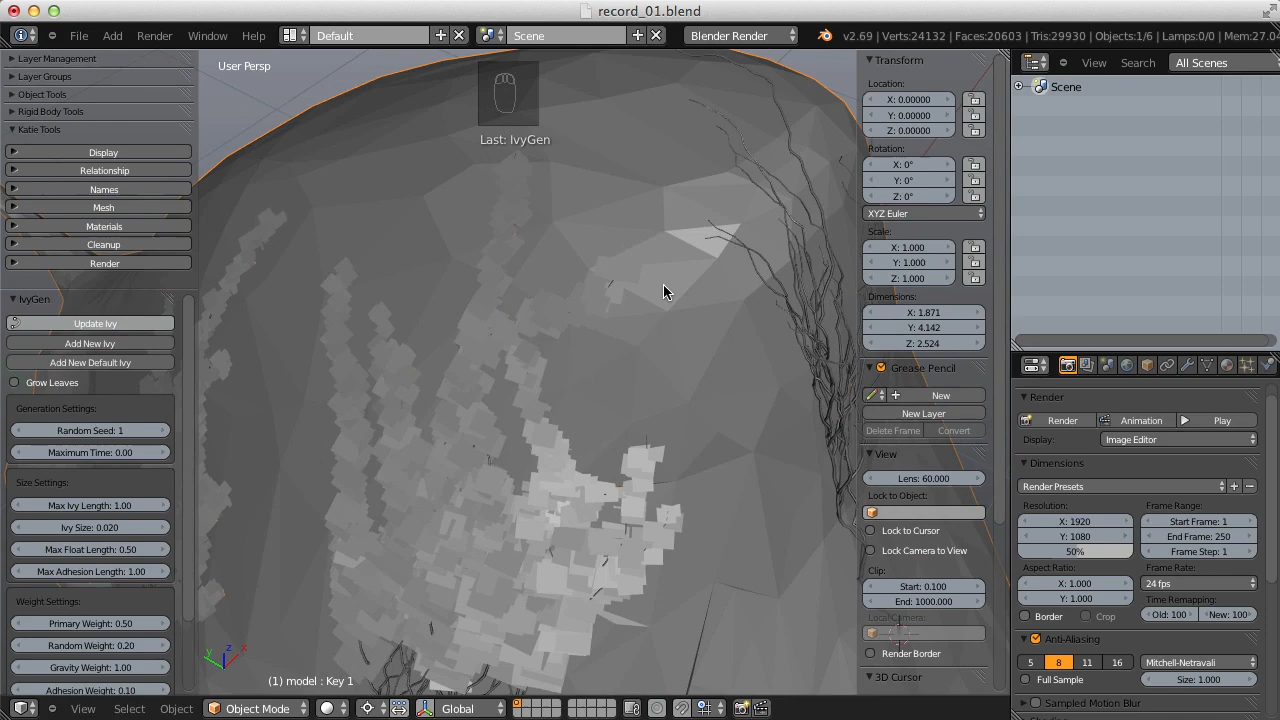 record_01.blend
File Add Render Window Help Default Scene Blender Render v2.69 | Verts:24132 | Faces:20603 | Tris:29930 | Objects:1/6 | Lamps:0/0 | Mem:27.04
Layer Management
Layer Groups
Object Tools
Rigid Body Tools
Katie Tools
Display
Relationship
Names
Mesh
Materials
Cleanup
Render
IvyGen
Update Ivy
Add New Ivy
Add New Default Ivy
Grow Leaves
Generation Settings:
Random Seed: 1
Maximum Time: 0.00
Size Settings:
Max Ivy Length: 1.00
Ivy Size: 0.020
Max Float Length: 0.50
Max Adhesion Length: 1.00
Weight Settings:
Primary Weight: 0.50
Random Weight: 0.20
Gravity Weight: 1.00
Adhesion Weight: 0.10
User Persp
Last: IvyGen
z
y
x
(1) model : Key 1
Transform
Location:
X: 0.00000
Y: 0.00000
Z: 0.00000
Rotation:
X: 0°
Y: 0°
Z: 0°
XYZ Euler
Scale:
X: 1.000
Y: 1.000
Z: 1.000
Dimensions:
X: 1.871
Y: 4.142
Z: 2.524
Grease Pencil
New
New Layer
Delete Frame Convert
View
Lens: 60.000
Lock to Object:
Lock to Cursor
Lock Camera to View
Clip:
Start: 0.100
End: 1000.000
Local Camera:
Render Border
3D Cursor
View Search All Scenes
Scene
Render
Render Animation Play
Display: Image Editor
Dimensions
Render Presets
Resolution: Frame Range:
X: 1920 Start Frame: 1
Y: 1080 End Frame: 250
50% Frame Step: 1
Aspect Ratio: Frame Rate:
X: 1.000 24 fps
Y: 1.000 Time Remapping:
Border Crop Old: 100 New: 100
Anti-Aliasing
5 8 11 16 Mitchell-Netravali
Full Sample Size: 1.000
Sampled Motion Blur
View Select Object Object Mode Global